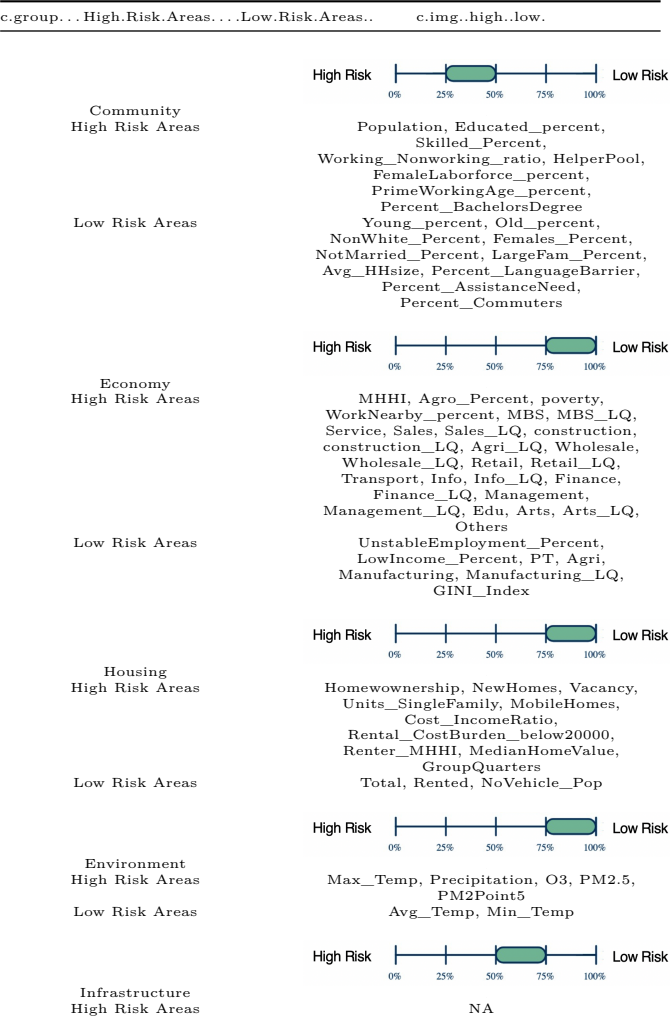 c.group. . . High.Risk.Areas. . . .Low.Risk.Areas. . c.img..high..low.
High Risk Low Risk
0% 25% 50% 75% 100%
Community
High Risk Areas Population, Educated_percent,
Skilled_Percent,
Working_Nonworking_ratio, HelperPool,
FemaleLaborforce_percent,
PrimeWorkingAge_percent,
Percent_BachelorsDegree
Low Risk Areas Young_percent, Old_percent,
NonWhite_Percent, Females_Percent,
NotMarried_Percent, LargeFam_Percent,
Avg_HHsize, Percent_LanguageBarrier,
Percent_AssistanceNeed,
Percent_Commuters
High Risk Low Risk
0% 25% 50% 75% 100%
Economy
High Risk Areas MHHI, Agro_Percent, poverty,
WorkNearby_percent, MBS, MBS_LQ,
Service, Sales, Sales_LQ, construction,
construction_LQ, Agri_LQ, Wholesale,
Wholesale_LQ, Retail, Retail_LQ,
Transport, Info, Info_LQ, Finance,
Finance_LQ, Management,
Management_LQ, Edu, Arts, Arts_LQ,
Others
Low Risk Areas UnstableEmployment_Percent,
LowIncome_Percent, PT, Agri,
Manufacturing, Manufacturing_LQ,
GINI_Index
High Risk Low Risk
0% 25% 50% 75% 100%
Housing
High Risk Areas Homewownership, NewHomes, Vacancy,
Units_SingleFamily, MobileHomes,
Cost_IncomeRatio,
Rental_CostBurden_below20000,
Renter_MHHI, MedianHomeValue,
GroupQuarters
Low Risk Areas Total, Rented, NoVehicle_Pop
High Risk Low Risk
0% 25% 50% 75% 100%
Environment
High Risk Areas Max_Temp, Precipitation, O3, PM2.5,
PM2Point5
Low Risk Areas Avg_Temp, Min_Temp
High Risk Low Risk
0% 25% 50% 75% 100%
Infrastructure
High Risk Areas NA